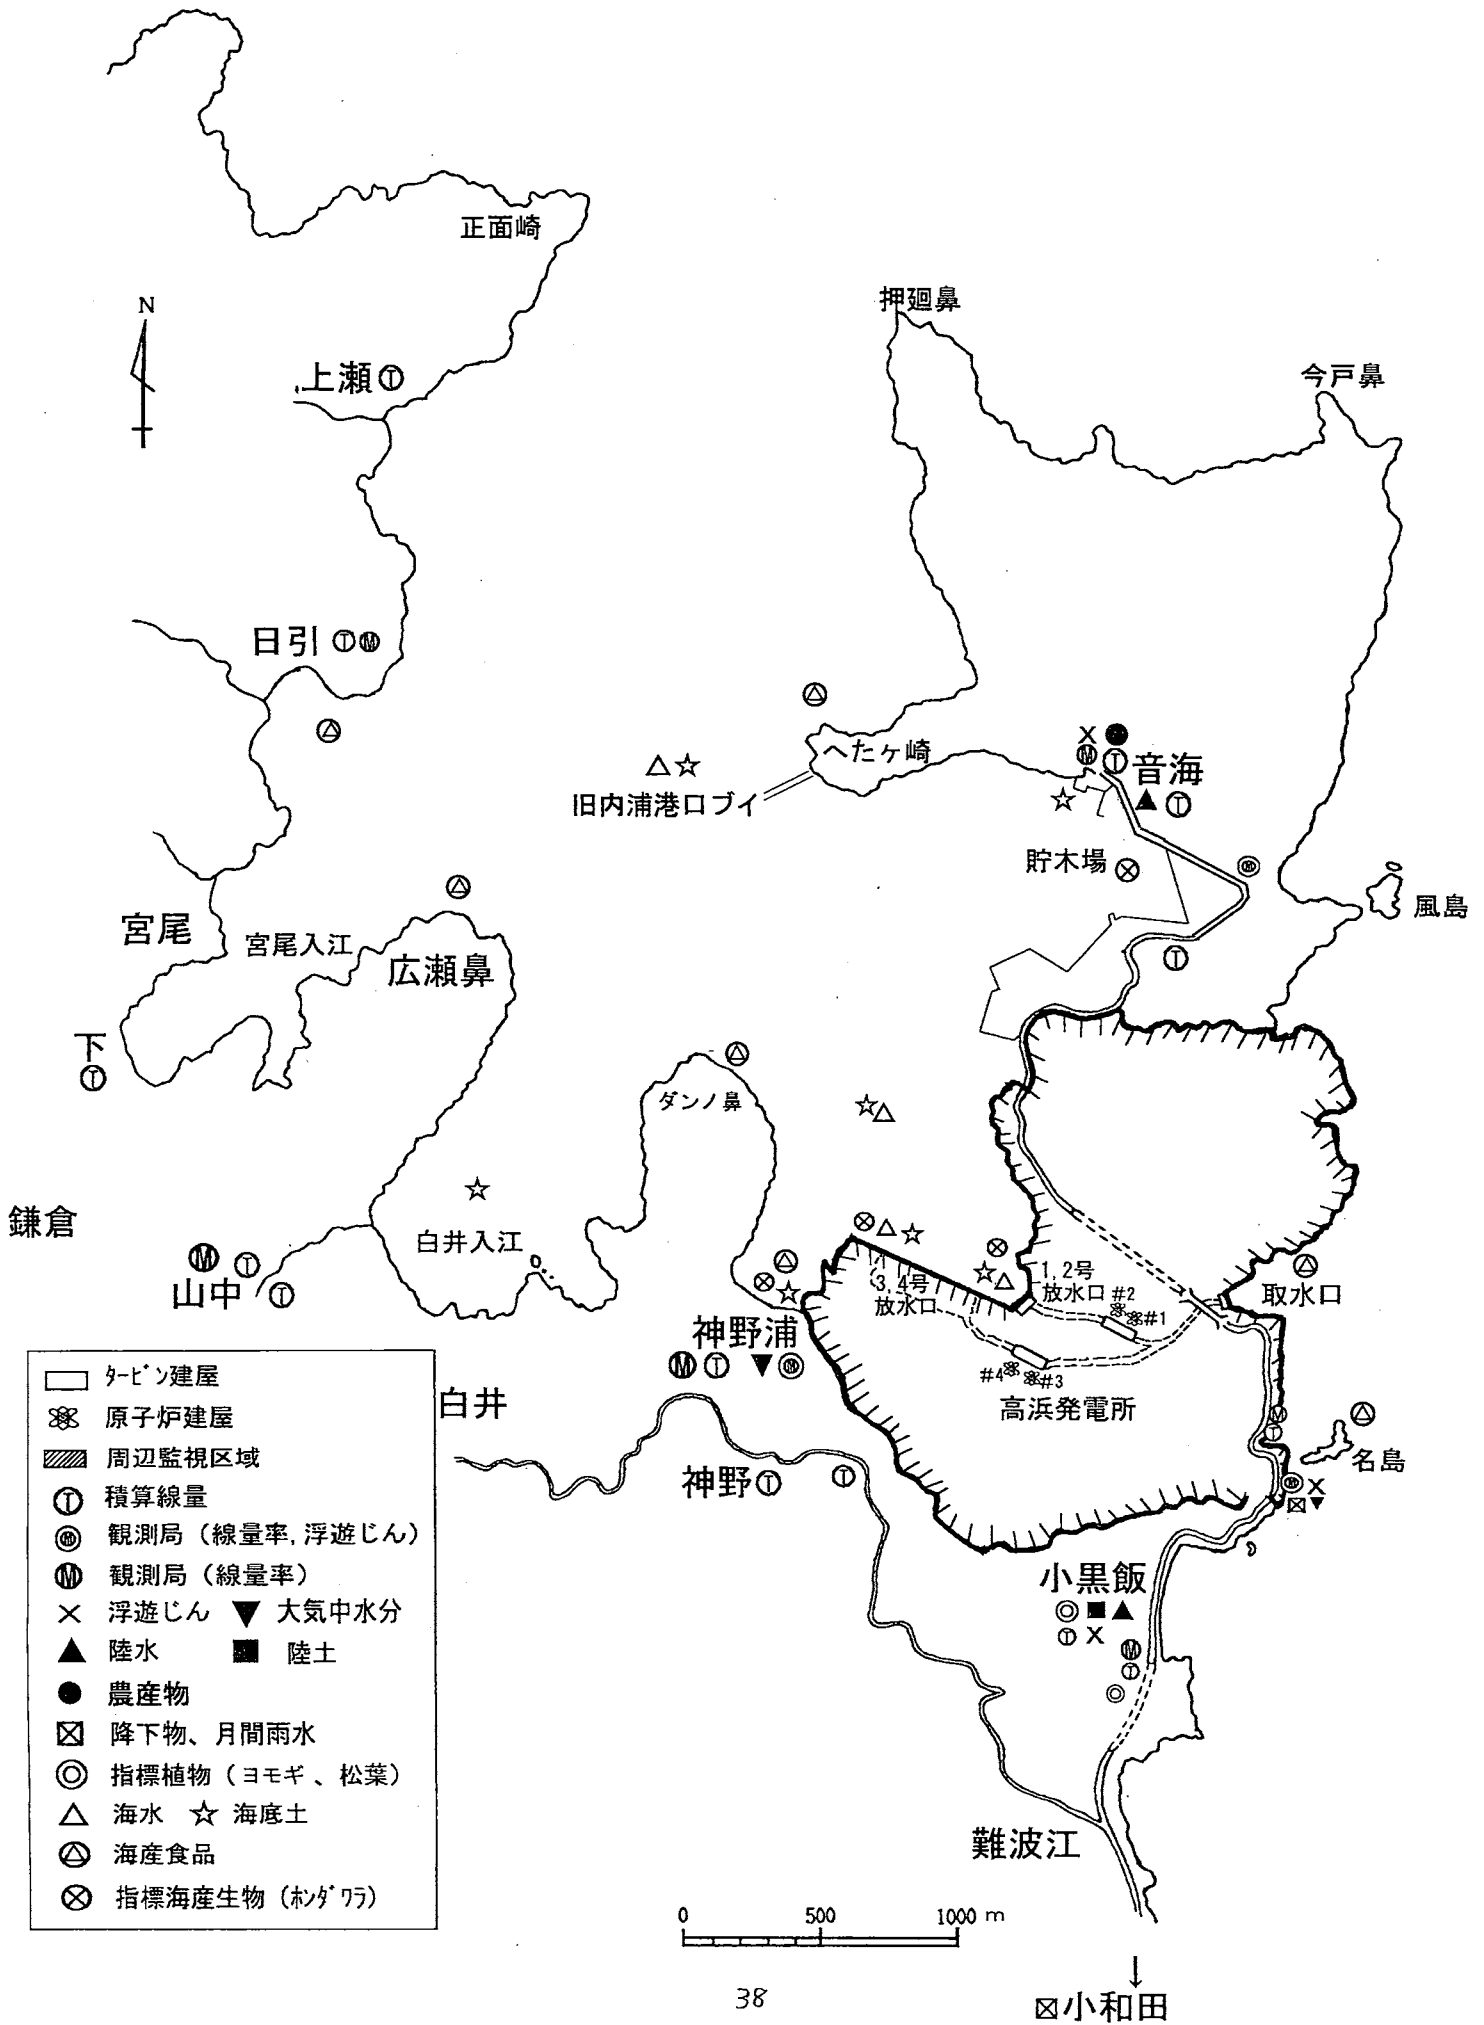 正面崎
N
押廻鼻
上瀬 T
今戸鼻
日引 T M
へたヶ崎
旧内浦港口ブイ
M T 音海
T
貯木場
M
風島
宮尾
宮尾入江
広瀬鼻
T
下
T
ダンノ鼻
鎌倉
白井入江
M T
山中 T
3,4号
放水口
1,2号
放水口 #2
#1
取水口
神野浦
M T M
#4 #3
高浜発電所
白井
M
T
名島
神野 T T
M
小黒飯
T
M
T
難波江
タービン建屋
原子炉建屋
周辺監視区域
T 積算線量
M 観測局（線量率,浮遊じん）
M 観測局（線量率）
浮遊じん 大気中水分
陸水 陸土
農産物
降下物、月間雨水
指標植物（ヨモギ、松葉）
海水 海底土
海産食品
指標海産生物（ホンダワラ）
0 500 1000 m
小和田
38